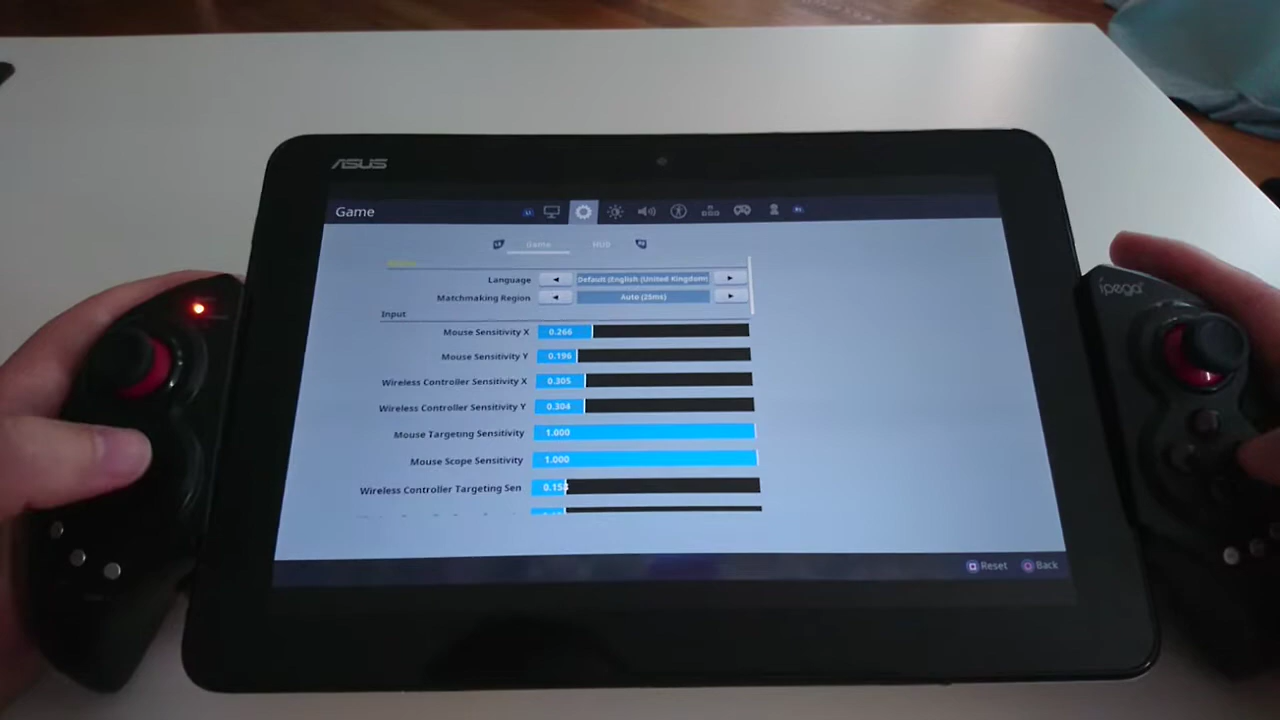 ASUS
Game
Game HUD
Language Default (English (United Kingdom)
Matchmaking Region Auto (25ms)
Input
Mouse Sensitivity X 0.266
Mouse Sensitivity Y 0.196
Wireless Controller Sensitivity X 0.305
Wireless Controller Sensitivity Y 0.304
Mouse Targeting Sensitivity 1.000
Mouse Scope Sensitivity 1.000
Wireless Controller Targeting Sen
Reset Back
ipega